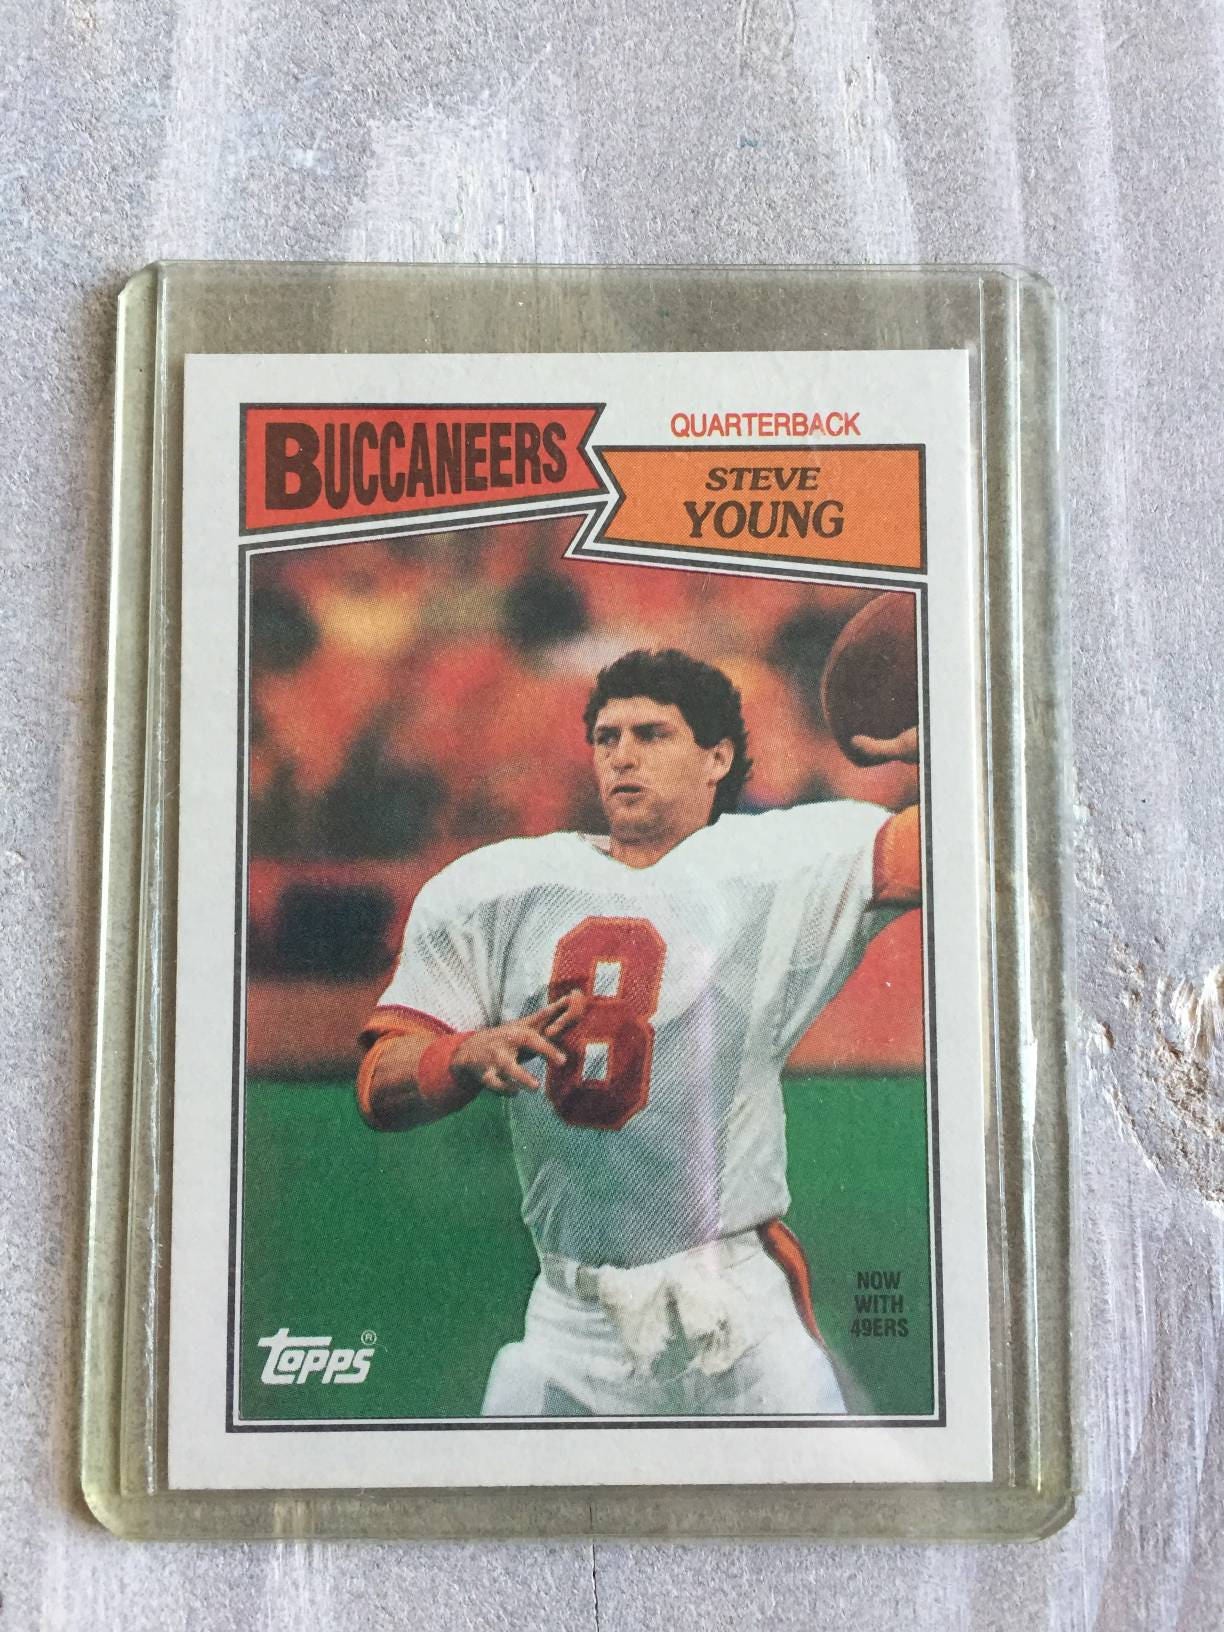 BUCCANEERS
QUARTERBACK
STEVE
YOUNG
8
NOW
WITH
49ERS
TOPPS®